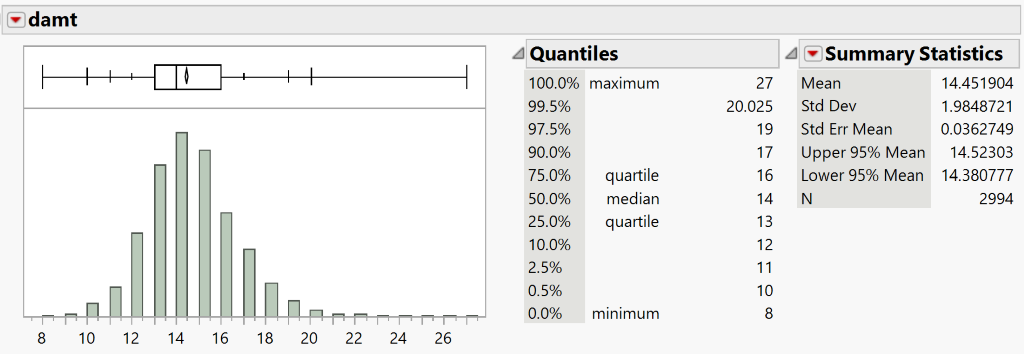 damt
8 10 12 14 16 18 20 22 24 26
Quantiles
100.0% maximum 27
99.5% 20.025
97.5% 19
90.0% 17
75.0% quartile 16
50.0% median 14
25.0% quartile 13
10.0% 12
2.5% 11
0.5% 10
0.0% minimum 8
Summary Statistics
Mean 14.451904
Std Dev 1.9848721
Std Err Mean 0.0362749
Upper 95% Mean 14.52303
Lower 95% Mean 14.380777
N 2994